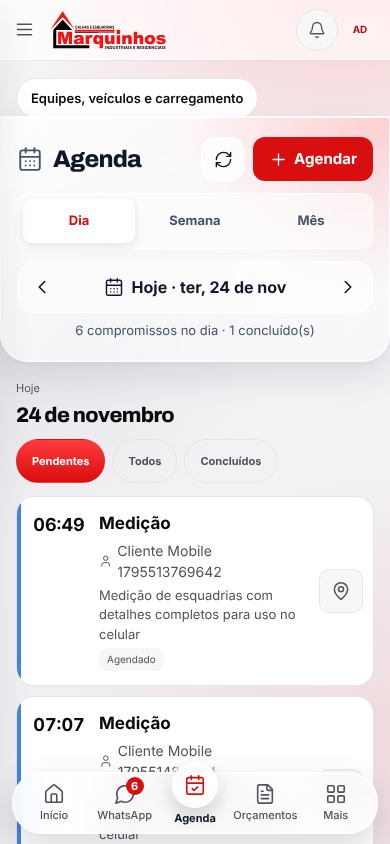 CALHAS E ESQUADRIAS
Marquinhos
INDUSTRIAIS E RESIDENCIAIS
AD
Equipes, veículos e carregamento
Agenda
Agendar
Dia
Semana
Mês
Hoje · ter, 24 de nov
6 compromissos no dia · 1 concluído(s)
Hoje
24 de novembro
Pendentes
Todos
Concluídos
06:49
Medição
Cliente Mobile
1795513769642
Medição de esquadrias com
detalhes completos para uso no
celular
Agendado
07:07
Medição
Cliente Mobile
celular
6
Início
WhatsApp
Agenda
Orçamentos
Mais